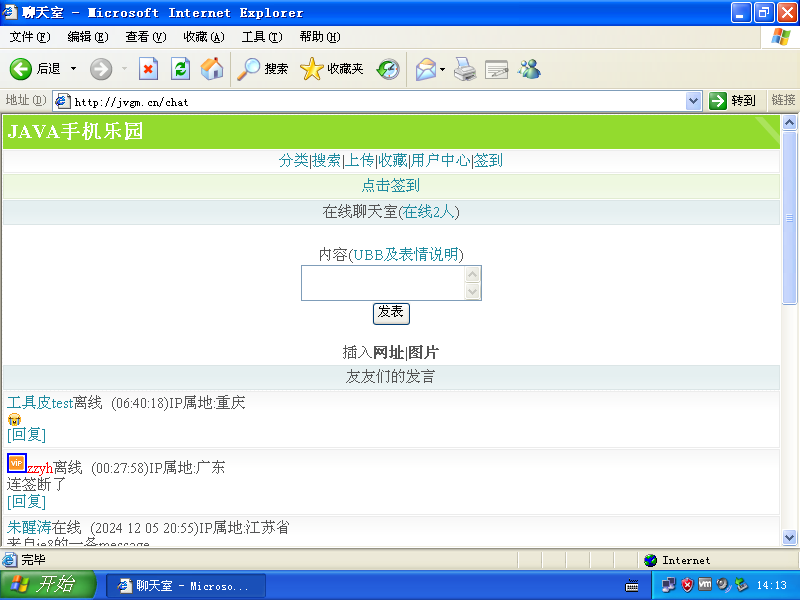 聊天室 - Microsoft Internet Explorer
文件(F) 编辑(E) 查看(V) 收藏(A) 工具(T) 帮助(H)
后退 搜索 收藏夹
地址(D) http://jvgm.cn/chat 转到 链接
JAVA手机乐园
分类|搜索|上传|收藏|用户中心|签到
点击签到
在线聊天室(在线2人)
内容(UBB及表情说明)
发表
插入网址|图片
友友们的发言
工具皮test离线 (06:40:18)IP属地:重庆
[回复]
VIP zzyh离线 (00:27:58)IP属地:广东
连签断了
[回复]
朱醒涛在线 (2024 12 05 20:55)IP属地:江苏省
来自ie8的一条message
完毕 Internet
开始 聊天室 - Microso... 14:13